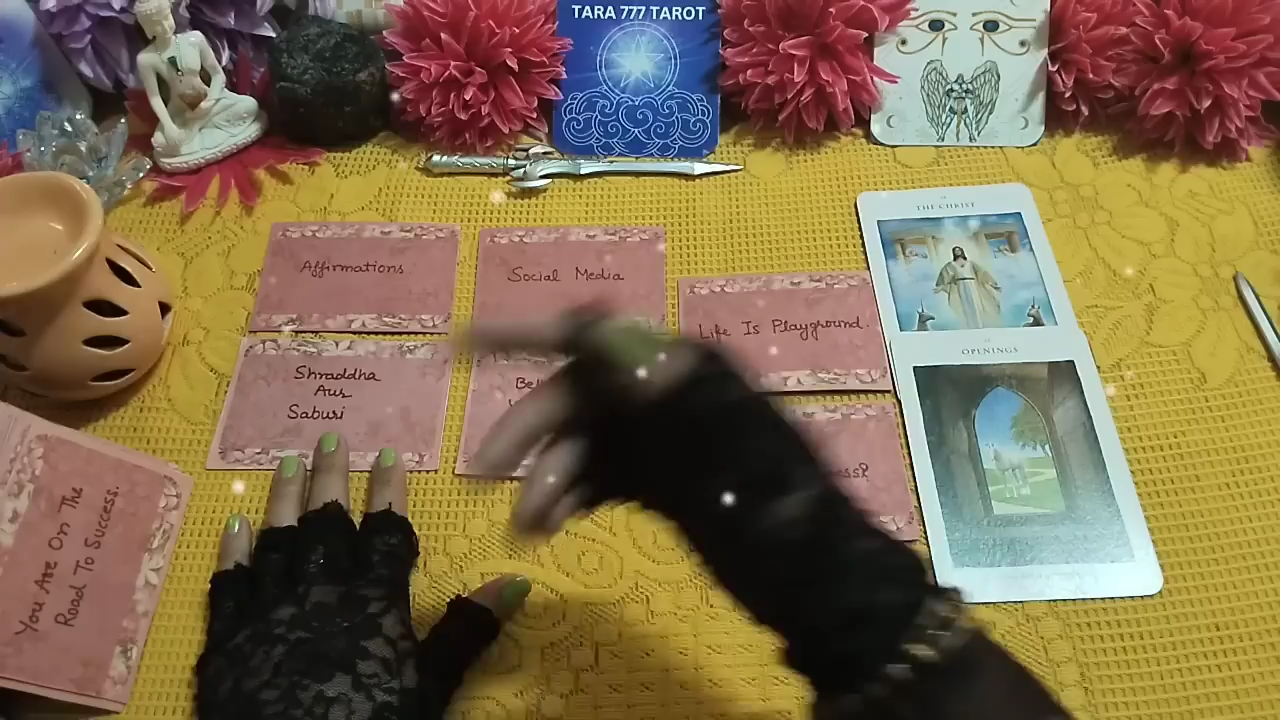 TARA 777 TAROT
THE CHRIST
Affirmations
Social Media
Life Is Playground.
OPENINGS
Shraddha
Aur
Saburi
You Are On The
Road To Success.